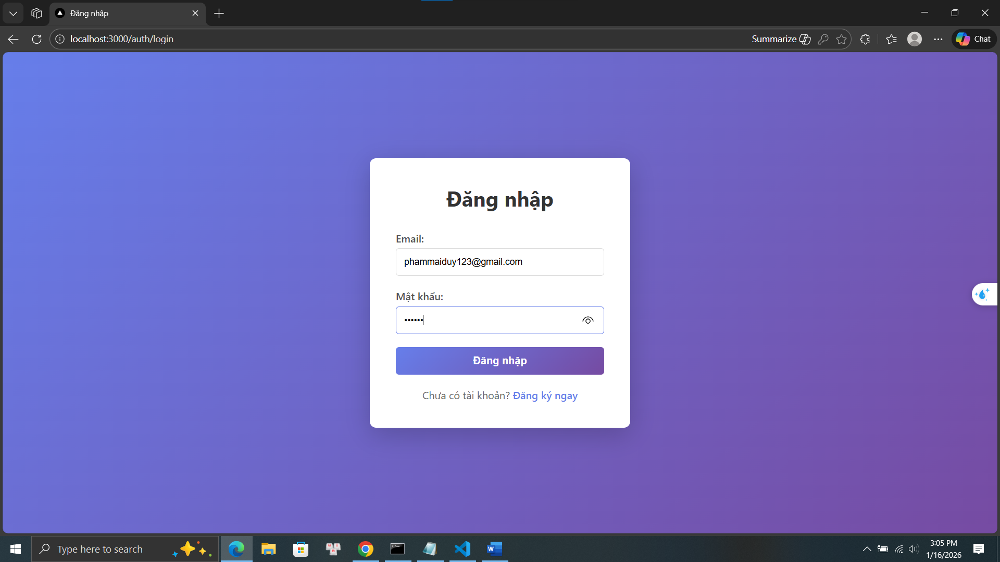 Đăng nhập
localhost:3000/auth/login
Summarize
Chat
Đăng nhập
Email:
phammaiduy123@gmail.com
Mật khẩu:
••••••
Đăng nhập
Chưa có tài khoản? Đăng ký ngay
Type here to search
3:05 PM
1/16/2026